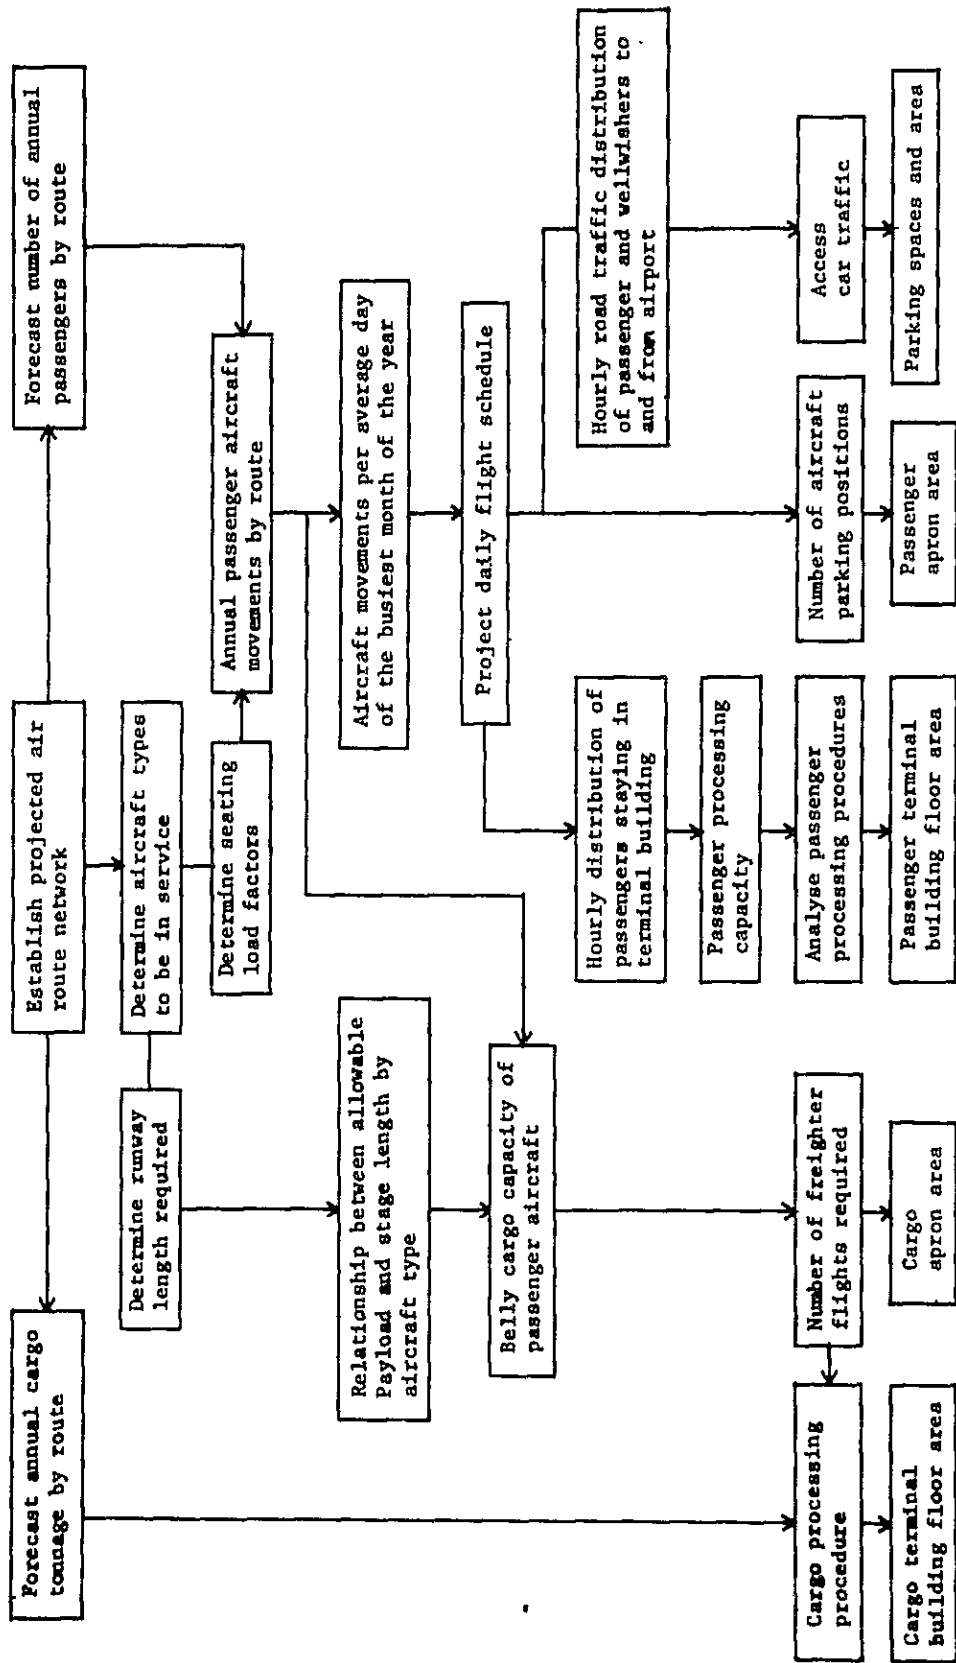 Forecast annual cargo
tonnage by route
Establish projected air
route network
Forecast number of annual
passengers by route
Determine runway
length required
Determine aircraft types
to be in service
Determine seating
load factors
Annual passenger aircraft
movements by route
Relationship between allowable
Payload and stage length by
aircraft type
Aircraft movements per average day
of the busiest month of the year
Belly cargo capacity of
passenger aircraft
Project daily flight schedule
Hourly distribution of
passengers staying in
terminal building
Hourly road traffic distribution
of passenger and wellwishers to
and from airport
Passenger processing
capacity
Cargo processing
procedure
Number of freighter
flights required
Analyse passenger
processing procedures
Number of aircraft
parking positions
Access
car traffic
Cargo terminal
building floor area
Cargo
apron area
Passenger terminal
building floor area
Passenger
apron area
Parking spaces and area